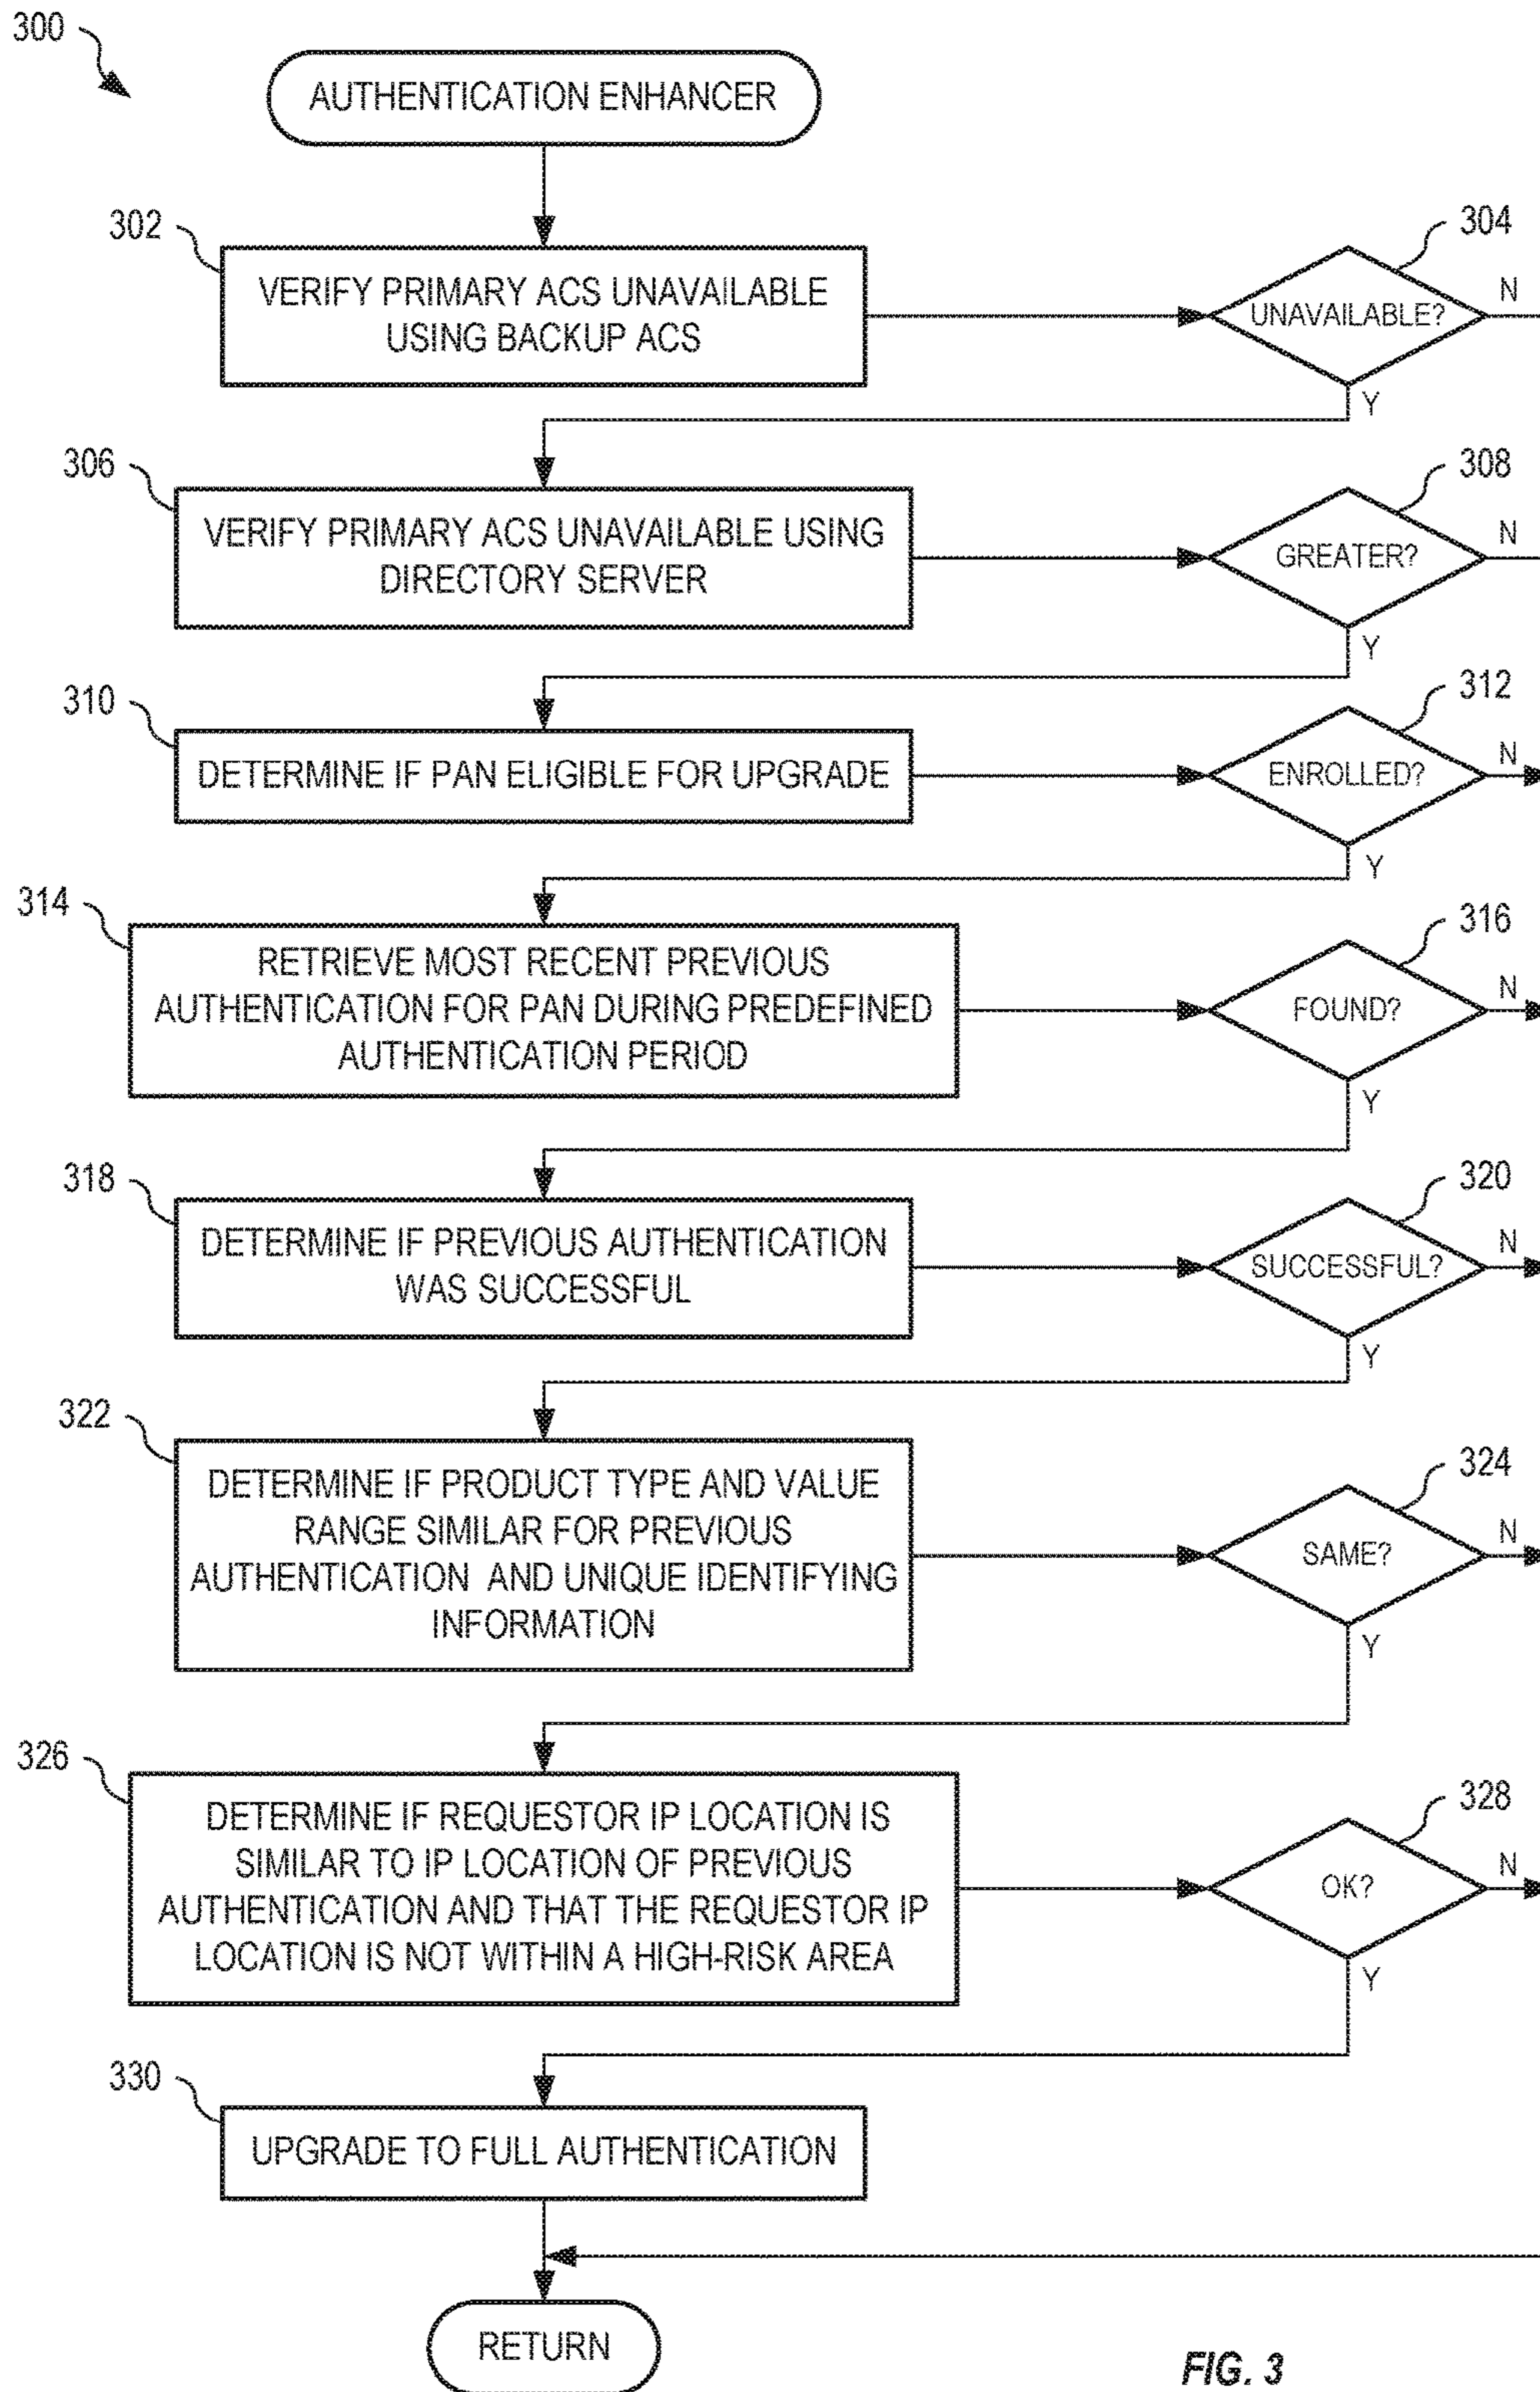 300
AUTHENTICATION ENHANCER
302
VERIFY PRIMARY ACS UNAVAILABLE
USING BACKUP ACS
304
UNAVAILABLE?
N
Y
306
VERIFY PRIMARY ACS UNAVAILABLE USING
DIRECTORY SERVER
308
GREATER?
N
Y
310
DETERMINE IF PAN ELIGIBLE FOR UPGRADE
312
ENROLLED?
N
Y
314
RETRIEVE MOST RECENT PREVIOUS
AUTHENTICATION FOR PAN DURING PREDEFINED
AUTHENTICATION PERIOD
316
FOUND?
N
Y
318
DETERMINE IF PREVIOUS AUTHENTICATION
WAS SUCCESSFUL
320
SUCCESSFUL?
N
Y
322
DETERMINE IF PRODUCT TYPE AND VALUE
RANGE SIMILAR FOR PREVIOUS
AUTHENTICATION AND UNIQUE IDENTIFYING
INFORMATION
324
SAME?
N
Y
326
DETERMINE IF REQUESTOR IP LOCATION IS
SIMILAR TO IP LOCATION OF PREVIOUS
AUTHENTICATION AND THAT THE REQUESTOR IP
LOCATION IS NOT WITHIN A HIGH-RISK AREA
328
OK?
N
Y
330
UPGRADE TO FULL AUTHENTICATION
RETURN
FIG. 3